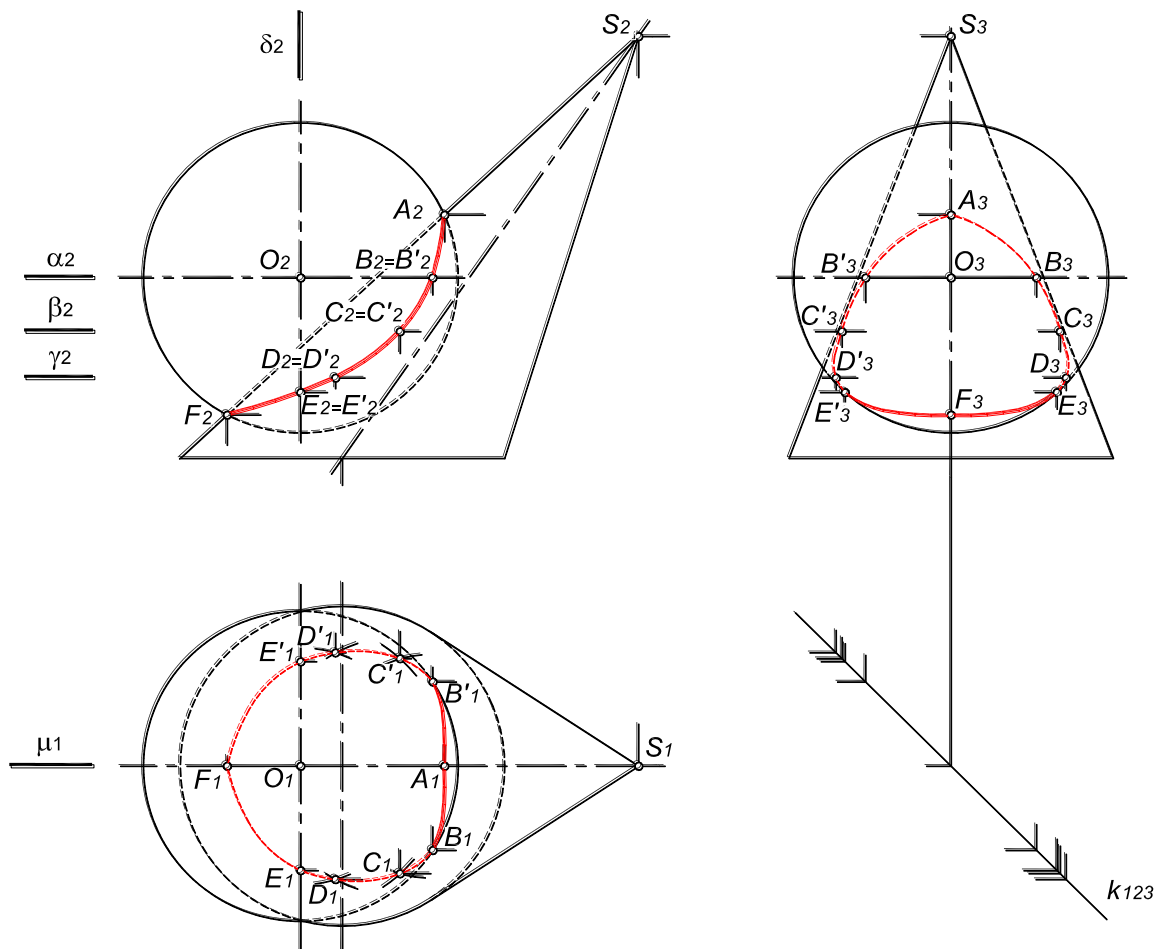 δ2
S2
S3
A2
A3
α2
O2
B2=B'2
B'3
O3
B3
β2
C2=C'2
C'3
C3
γ2
D2=D'2
D'3
D3
F2
E2=E'2
E'3
F3
E3
D'1
E'1
C'1
B'1
μ1
F1
O1
A1
S1
B1
E1
D1
C1
k123